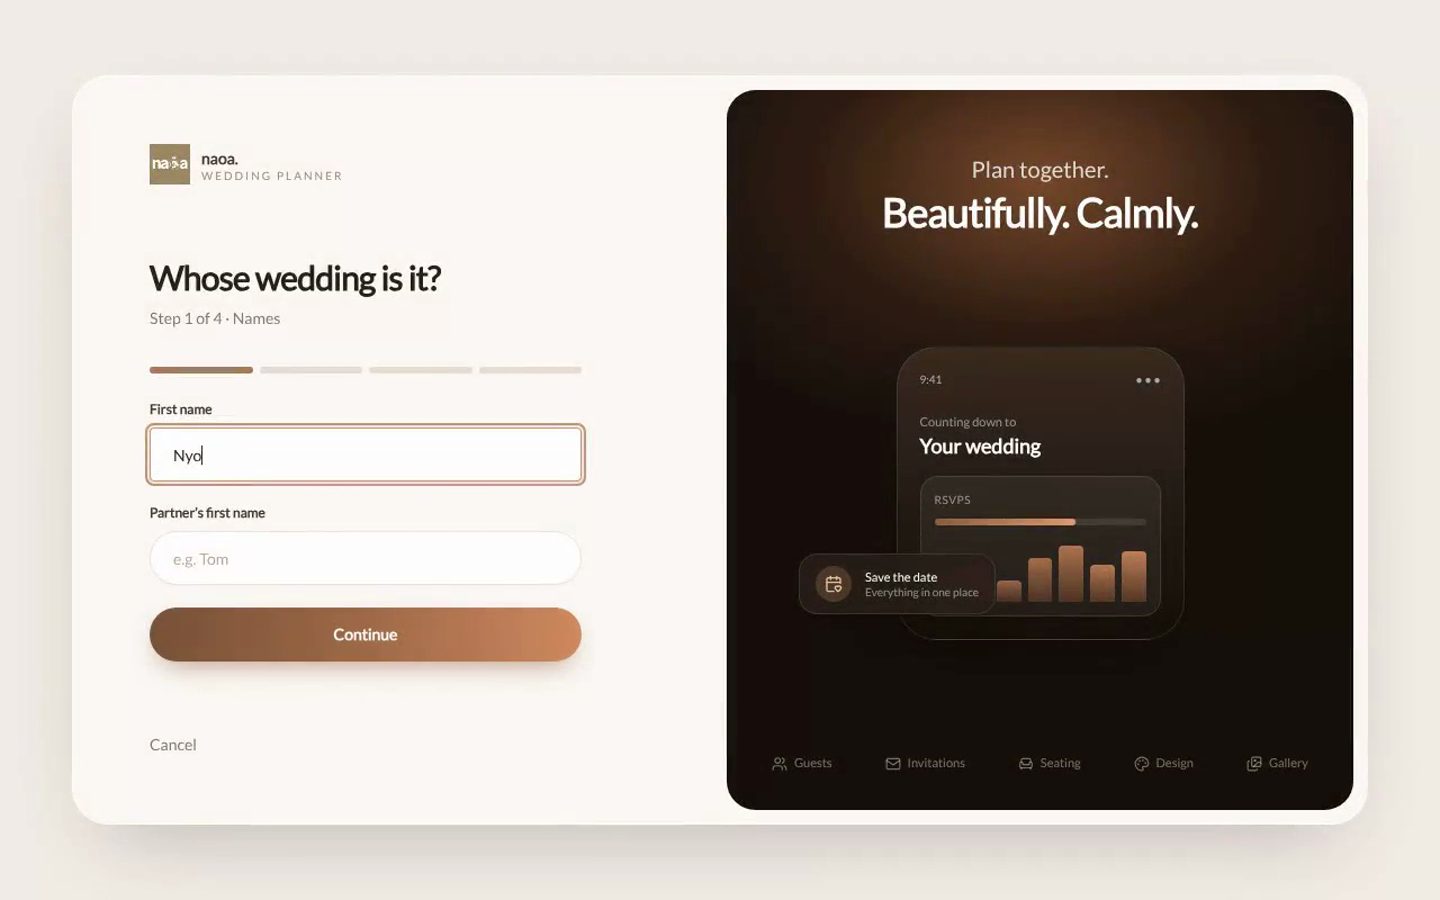 naoa
naoa.
WEDDING PLANNER
Whose wedding is it?
Step 1 of 4 · Names
First name
Nyo
Partner's first name
e.g. Tom
Continue
Cancel
Plan together.
Beautifully. Calmly.
9:41
Counting down to
Your wedding
RSVPS
Save the date
Everything in one place
Guests
Invitations
Seating
Design
Gallery